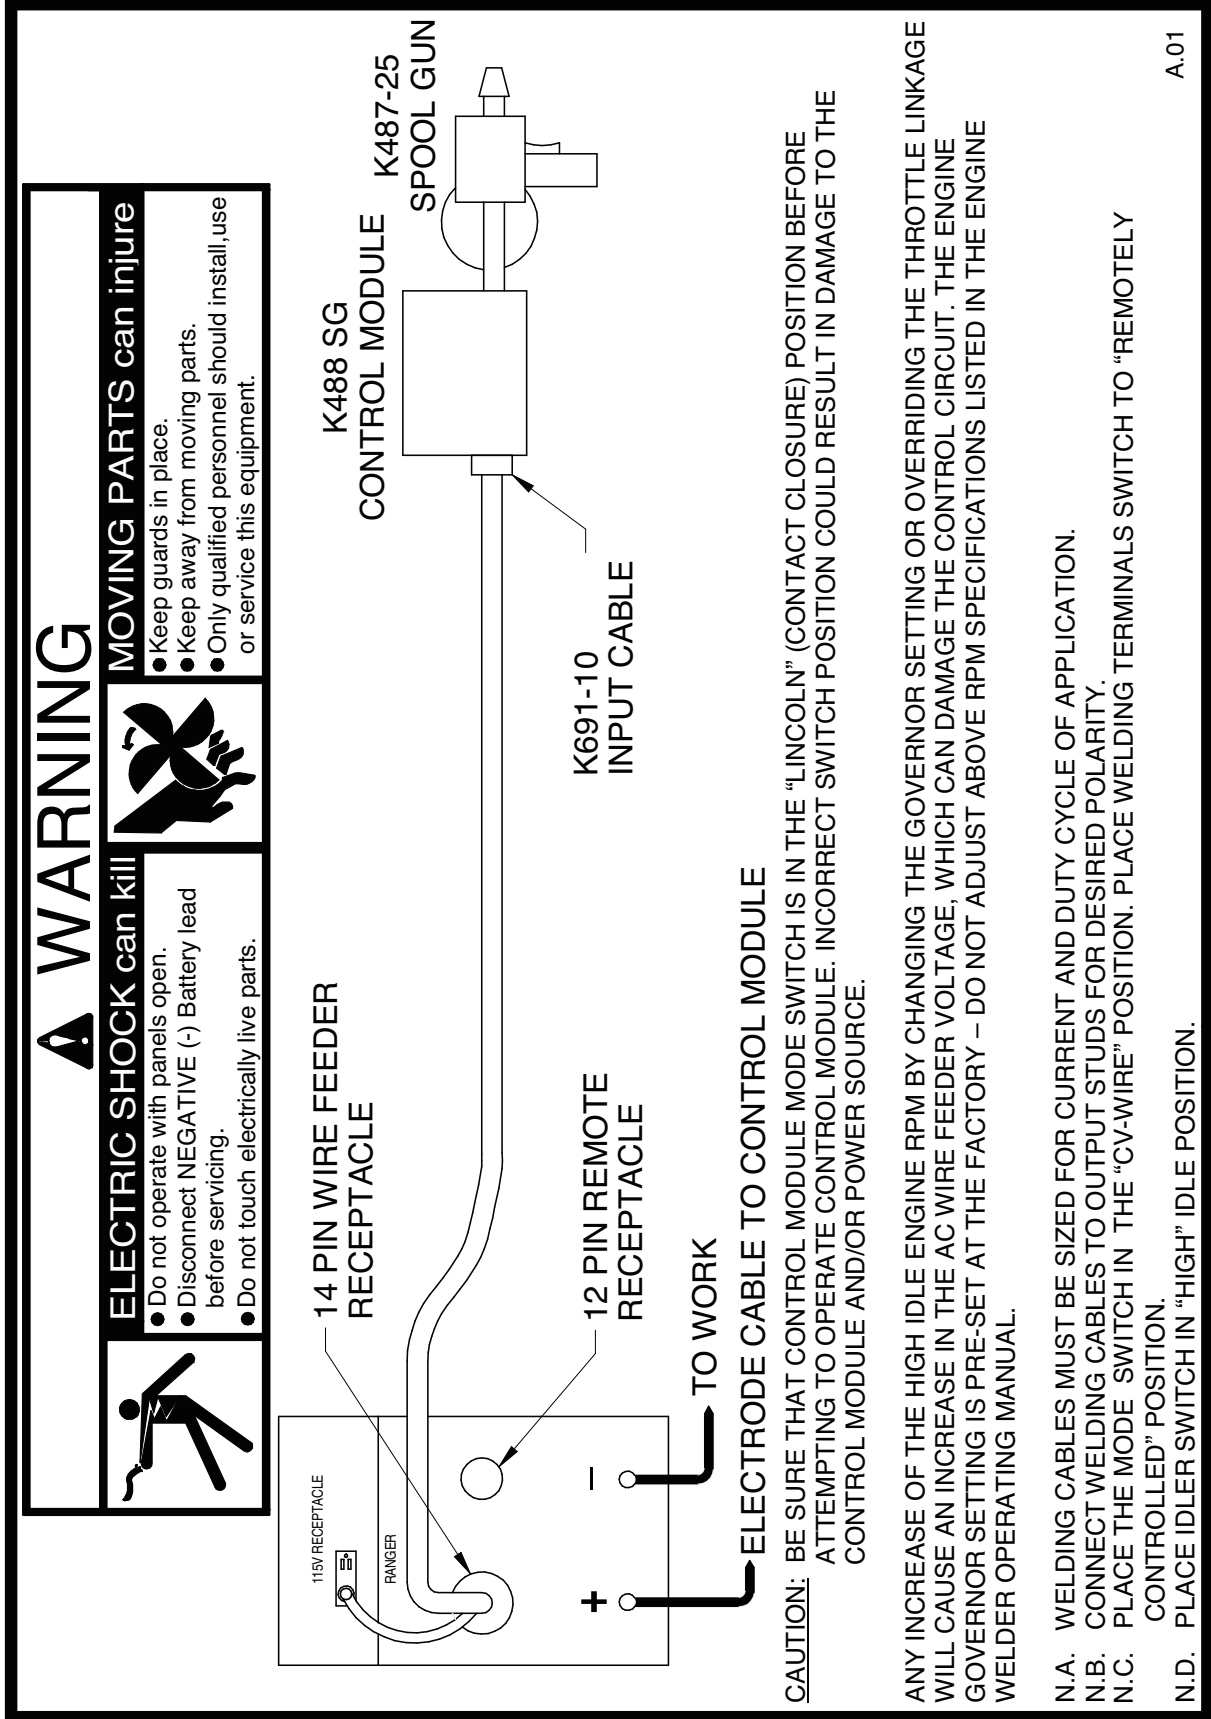 WARNING
ELECTRIC SHOCK can kill
● Do not operate with panels open.
● Disconnect NEGATIVE (-) Battery lead
before servicing.
● Do not touch electrically live parts.
MOVING PARTS can injure
● Keep guards in place.
● Keep away from moving parts.
● Only qualified personnel should install,use
or service this equipment.
115V RECEPTACLE
RANGER
14 PIN WIRE FEEDER
RECEPTACLE
K488 SG
CONTROL MODULE
K487-25
SPOOL GUN
K691-10
INPUT CABLE
12 PIN REMOTE
RECEPTACLE
+
−
TO WORK
ELECTRODE CABLE TO CONTROL MODULE
CAUTION: BE SURE THAT CONTROL MODULE MODE SWITCH IS IN THE “LINCOLN” (CONTACT CLOSURE) POSITION BEFORE
ATTEMPTING TO OPERATE CONTROL MODULE. INCORRECT SWITCH POSITION COULD RESULT IN DAMAGE TO THE
CONTROL MODULE AND/OR POWER SOURCE.
ANY INCREASE OF THE HIGH IDLE ENGINE RPM BY CHANGING THE GOVERNOR SETTING OR OVERRIDING THE THROTTLE LINKAGE
WILL CAUSE AN INCREASE IN THE AC WIRE FEEDER VOLTAGE, WHICH CAN DAMAGE THE CONTROL CIRCUIT. THE ENGINE
GOVERNOR SETTING IS PRE-SET AT THE FACTORY – DO NOT ADJUST ABOVE RPM SPECIFICATIONS LISTED IN THE ENGINE
WELDER OPERATING MANUAL.
N.A. WELDING CABLES MUST BE SIZED FOR CURRENT AND DUTY CYCLE OF APPLICATION.
N.B. CONNECT WELDING CABLES TO OUTPUT STUDS FOR DESIRED POLARITY.
N.C. PLACE THE MODE SWITCH IN THE “CV-WIRE” POSITION. PLACE WELDING TERMINALS SWITCH TO “REMOTELY
CONTROLLED” POSITION.
N.D. PLACE IDLER SWITCH IN “HIGH” IDLE POSITION.
A.01